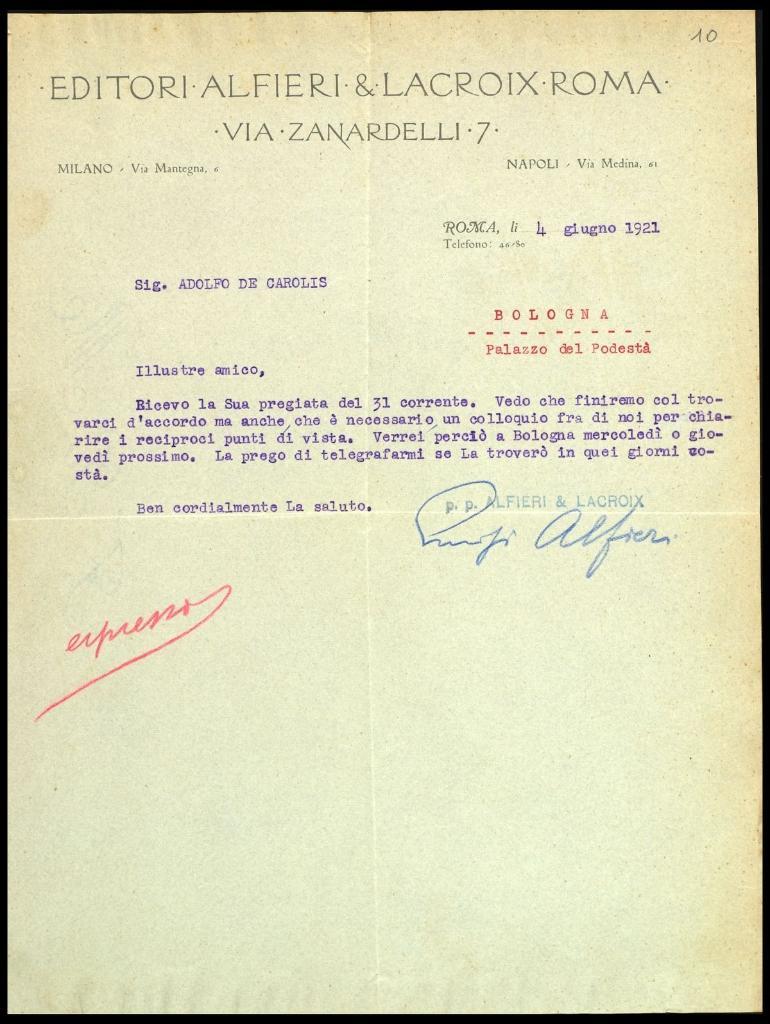 10
·EDITORI·ALFIERI·&·LACROIX·ROMA·
·VIA·ZANARDELLI·7·
MILANO - Via Mantegna, 6
NAPOLI - Via Medina, 61
ROMA, li 4 giugno 1921
Telefono: 46-80
Sig. ADOLFO DE CAROLIS
BOLOGNA
- - - - - - - - - - -
Palazzo del Podestà
Illustre amico,
Ricevo la Sua pregiata del 31 corrente. Vedo che finiremo col tro-
varci d'accordo ma anche, che è necessario, un colloquio fra di noi per chia-
rire i reciproci punti di vista. Verrei perciò a Bologna mercoledì o gio-
vedì prossimo. La prego di telegrafarmi se La troverò in quei giorni co-
stà.
Ben cordialmente La saluto.
p. p. ALFIERI & LACROIX
Luigi Alfieri
espresso